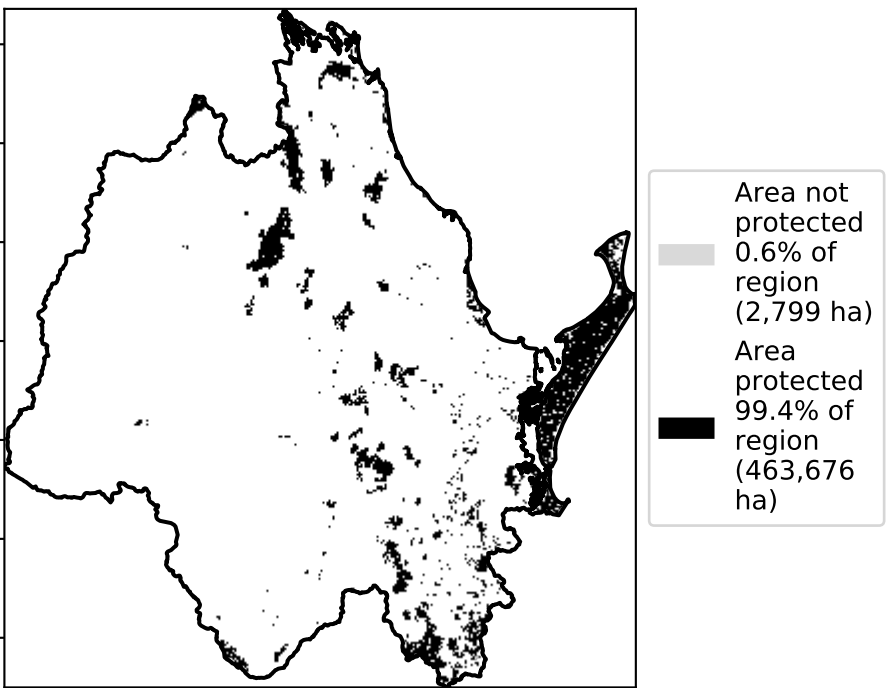 Area not
protected
0.6% of
region
(2,799 ha)
Area
protected
99.4% of
region
(463,676
ha)